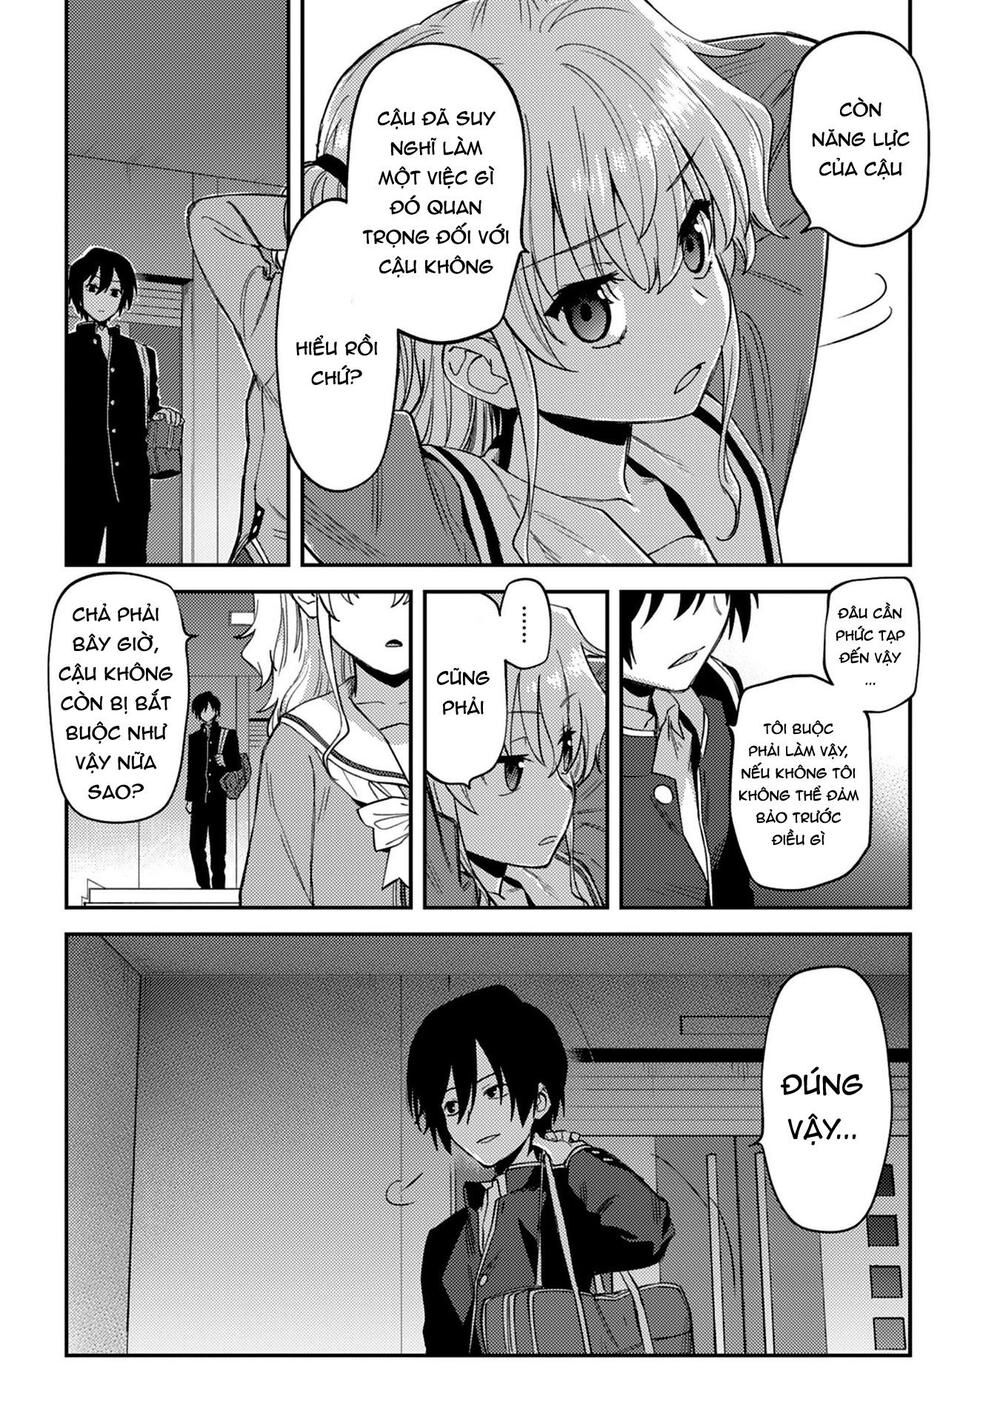 CÒN
NĂNG LỰC
CỦA CẬU
CẬU ĐÃ SUY
NGHĨ LÀM
MỘT VIỆC GÌ
ĐÓ QUAN
TRỌNG ĐỐI VỚI
CẬU KHÔNG
HIỂU RỒI
CHỨ?
ĐÂU CẦN
PHỨC TẠP
ĐẾN VẬY
...
TÔI BUỘC
PHẢI LÀM VẬY,
NẾU KHÔNG TÔI
KHÔNG THỂ ĐẢM
BẢO TRƯỚC
ĐIỀU GÌ
......
CŨNG
PHẢI
CHẢ PHẢI
BÂY GIỜ,
CẬU KHÔNG
CÒN BỊ BẮT
BUỘC NHƯ
VẬY NỮA
SAO?
ĐÚNG
VẬY...